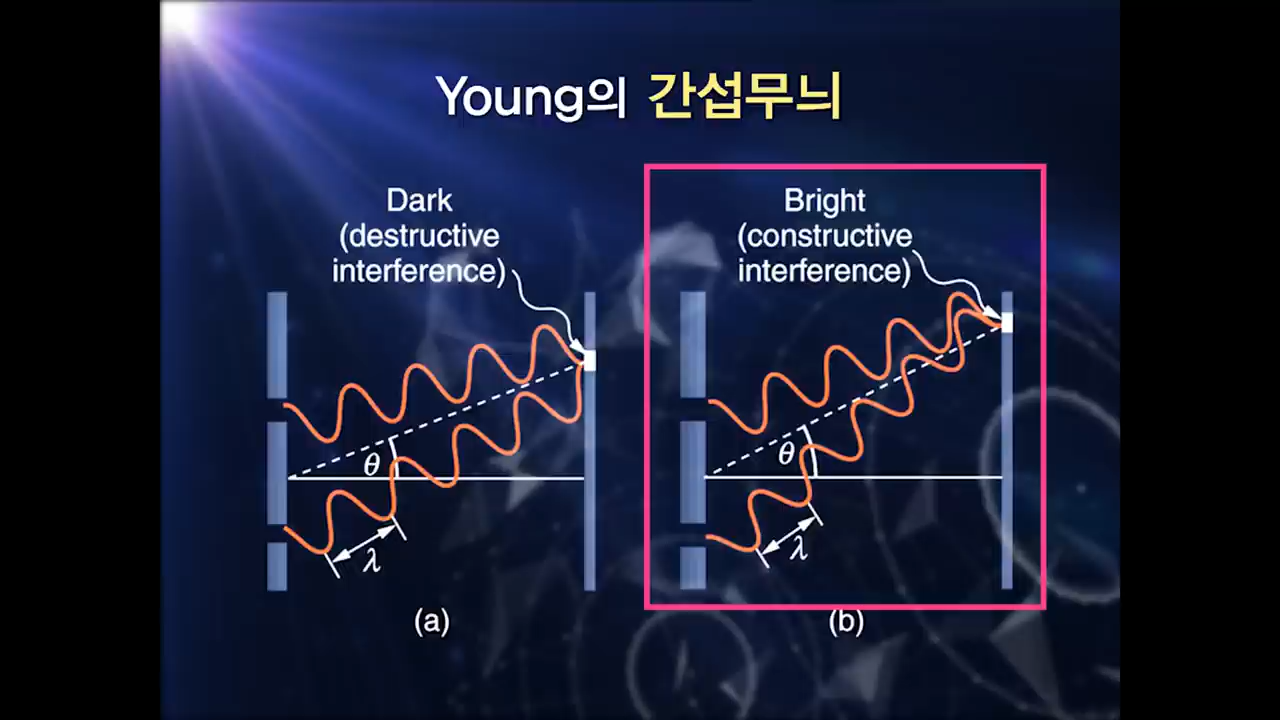 Young의 간섭무늬
Dark
(destructive
interference)
θ
λ
(a)
Bright
(constructive
interference)
θ
λ
(b)